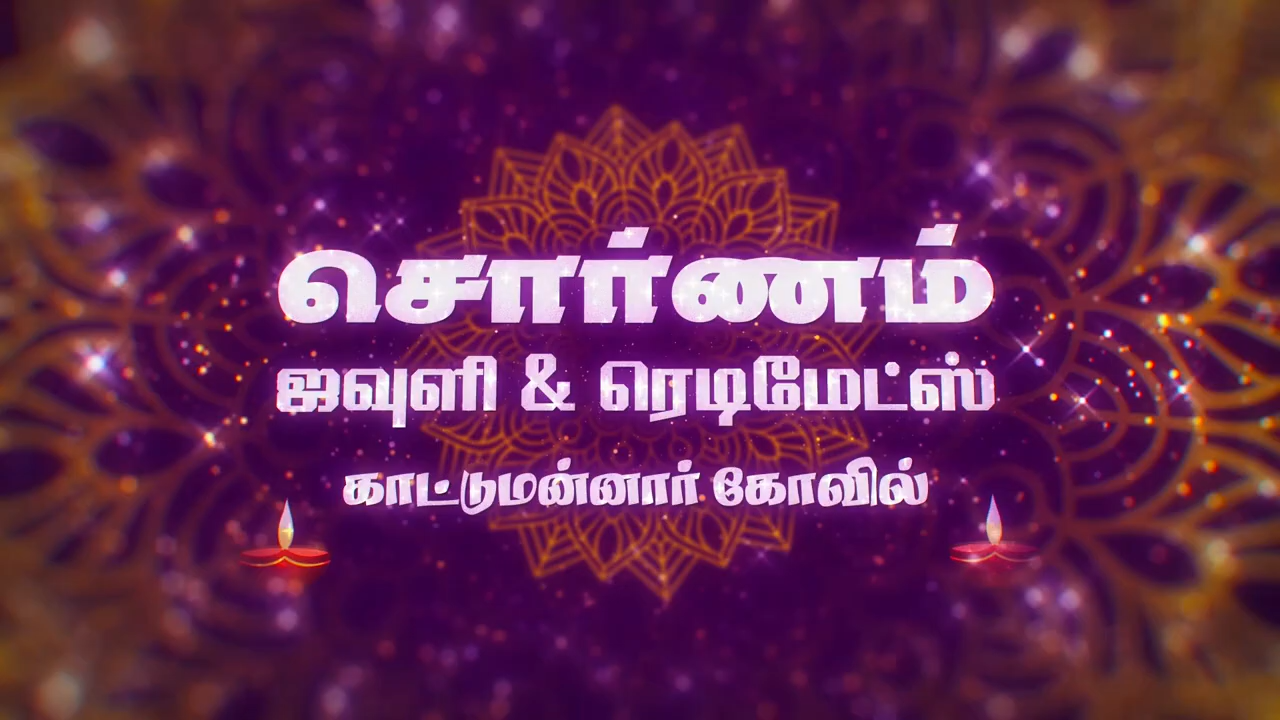 சொர்ணம்
ஜவுளி & ரெடிமேட்ஸ்
காட்டுமன்னார் கோவில்